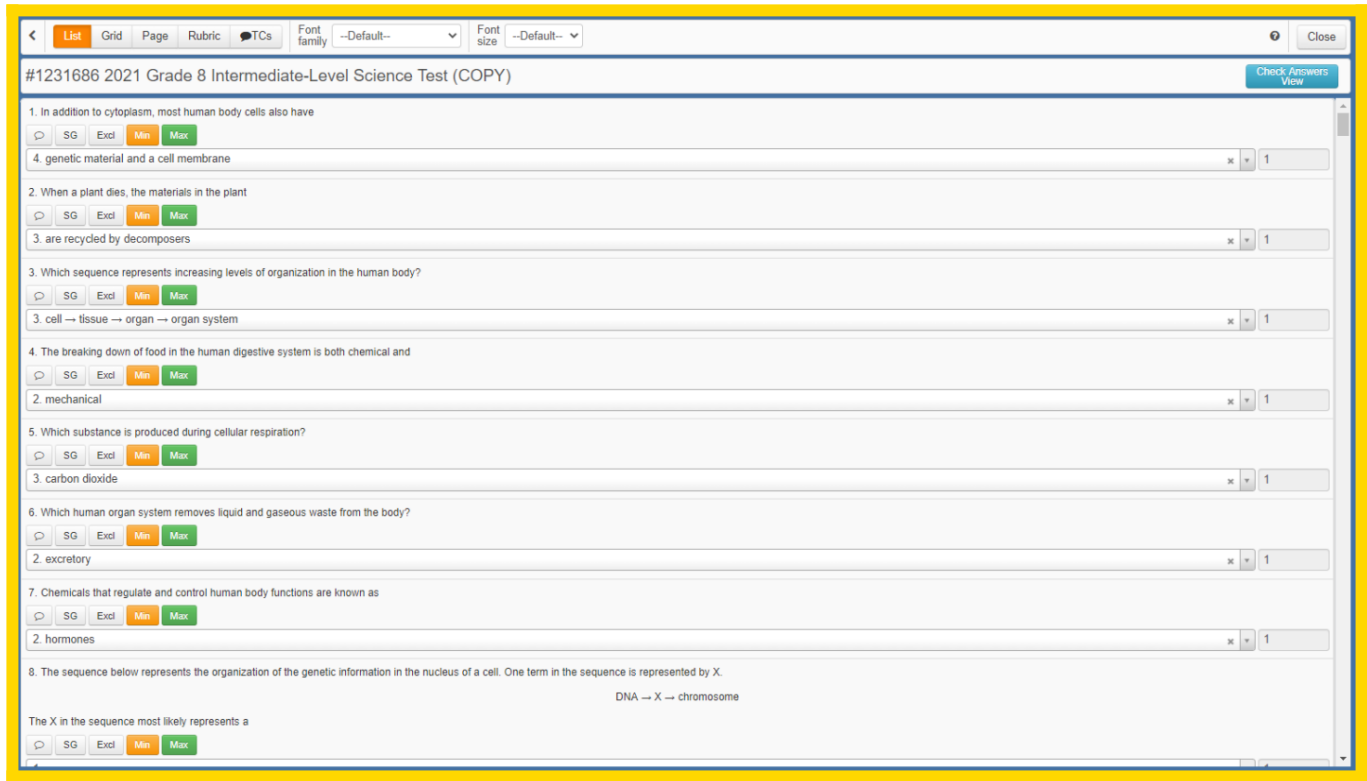 List Grid Page Rubric TCs Font family --Default-- Font size --Default-- Close
#1231686 2021 Grade 8 Intermediate-Level Science Test (COPY) Check Answers View
1. In addition to cytoplasm, most human body cells also have
SG Excl Min Max
4. genetic material and a cell membrane 1
2. When a plant dies, the materials in the plant
SG Excl Min Max
3. are recycled by decomposers 1
3. Which sequence represents increasing levels of organization in the human body?
SG Excl Min Max
3. cell → tissue → organ → organ system 1
4. The breaking down of food in the human digestive system is both chemical and
SG Excl Min Max
2. mechanical 1
5. Which substance is produced during cellular respiration?
SG Excl Min Max
3. carbon dioxide 1
6. Which human organ system removes liquid and gaseous waste from the body?
SG Excl Min Max
2. excretory 1
7. Chemicals that regulate and control human body functions are known as
SG Excl Min Max
2. hormones 1
8. The sequence below represents the organization of the genetic information in the nucleus of a cell. One term in the sequence is represented by X.
DNA → X → chromosome
The X in the sequence most likely represents a
SG Excl Min Max